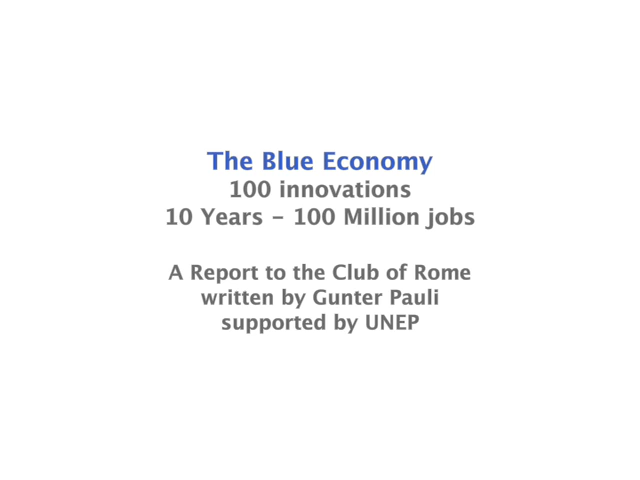 The Blue Economy
100 innovations
10 Years - 100 Million jobs
A Report to the Club of Rome
written by Gunter Pauli
supported by UNEP